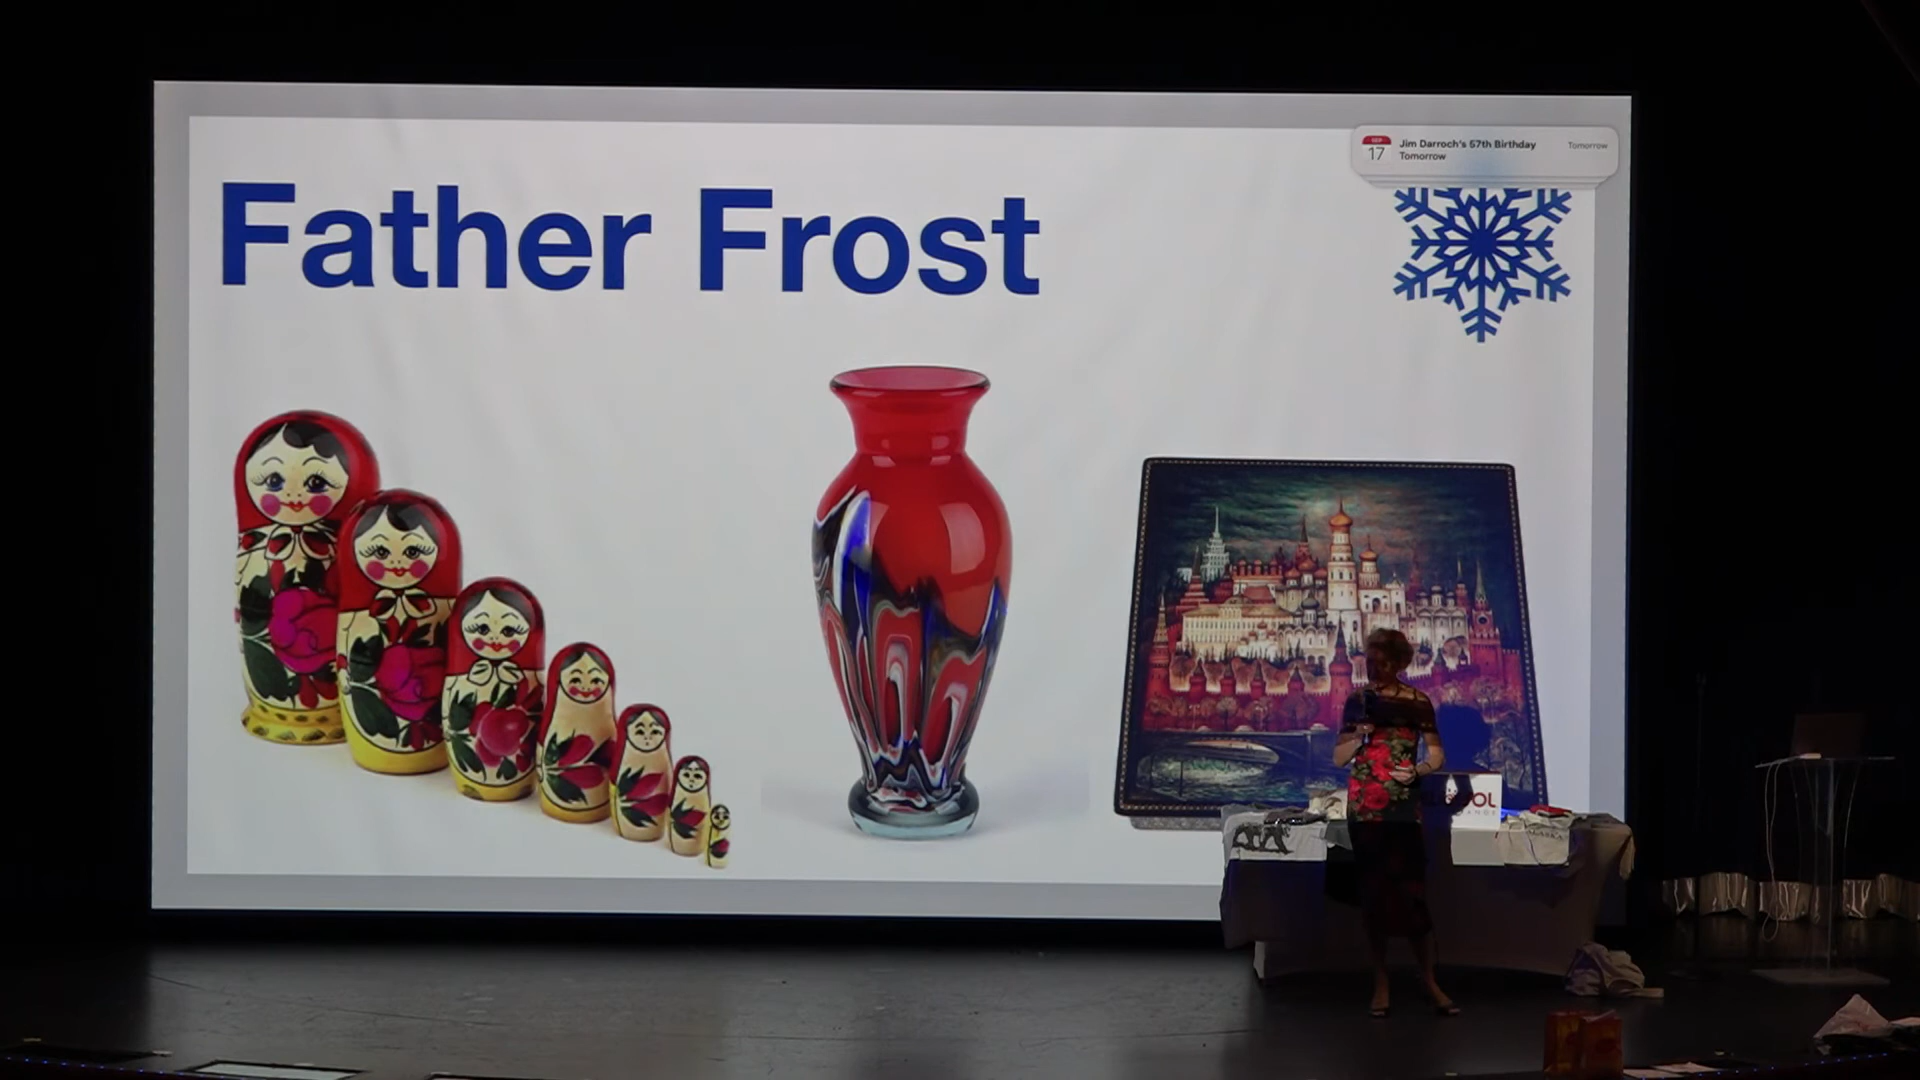 Father Frost
SEP
17
Jim Darroch's 57th Birthday
Tomorrow
Tomorrow